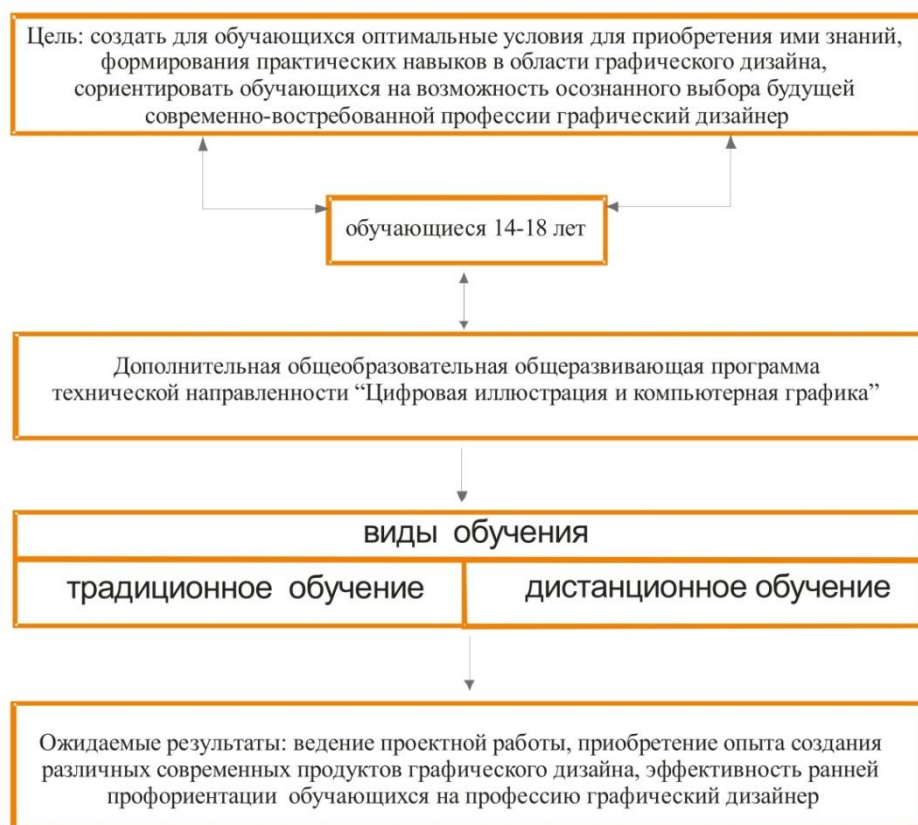 Цель: создать для обучающихся оптимальные условия для приобретения ими знаний,
формирования практических навыков в области графического дизайна,
сориентировать обучающихся на возможность осознанного выбора будущей
современно-востребованной профессии графический дизайнер
обучающиеся 14-18 лет
Дополнительная общеобразовательная общеразвивающая программа
технической направленности “Цифровая иллюстрация и компьютерная графика”
виды обучения
традиционное обучение
дистанционное обучение
Ожидаемые результаты: ведение проектной работы, приобретение опыта создания
различных современных продуктов графического дизайна, эффективность ранней
профориентации обучающихся на профессию графический дизайнер